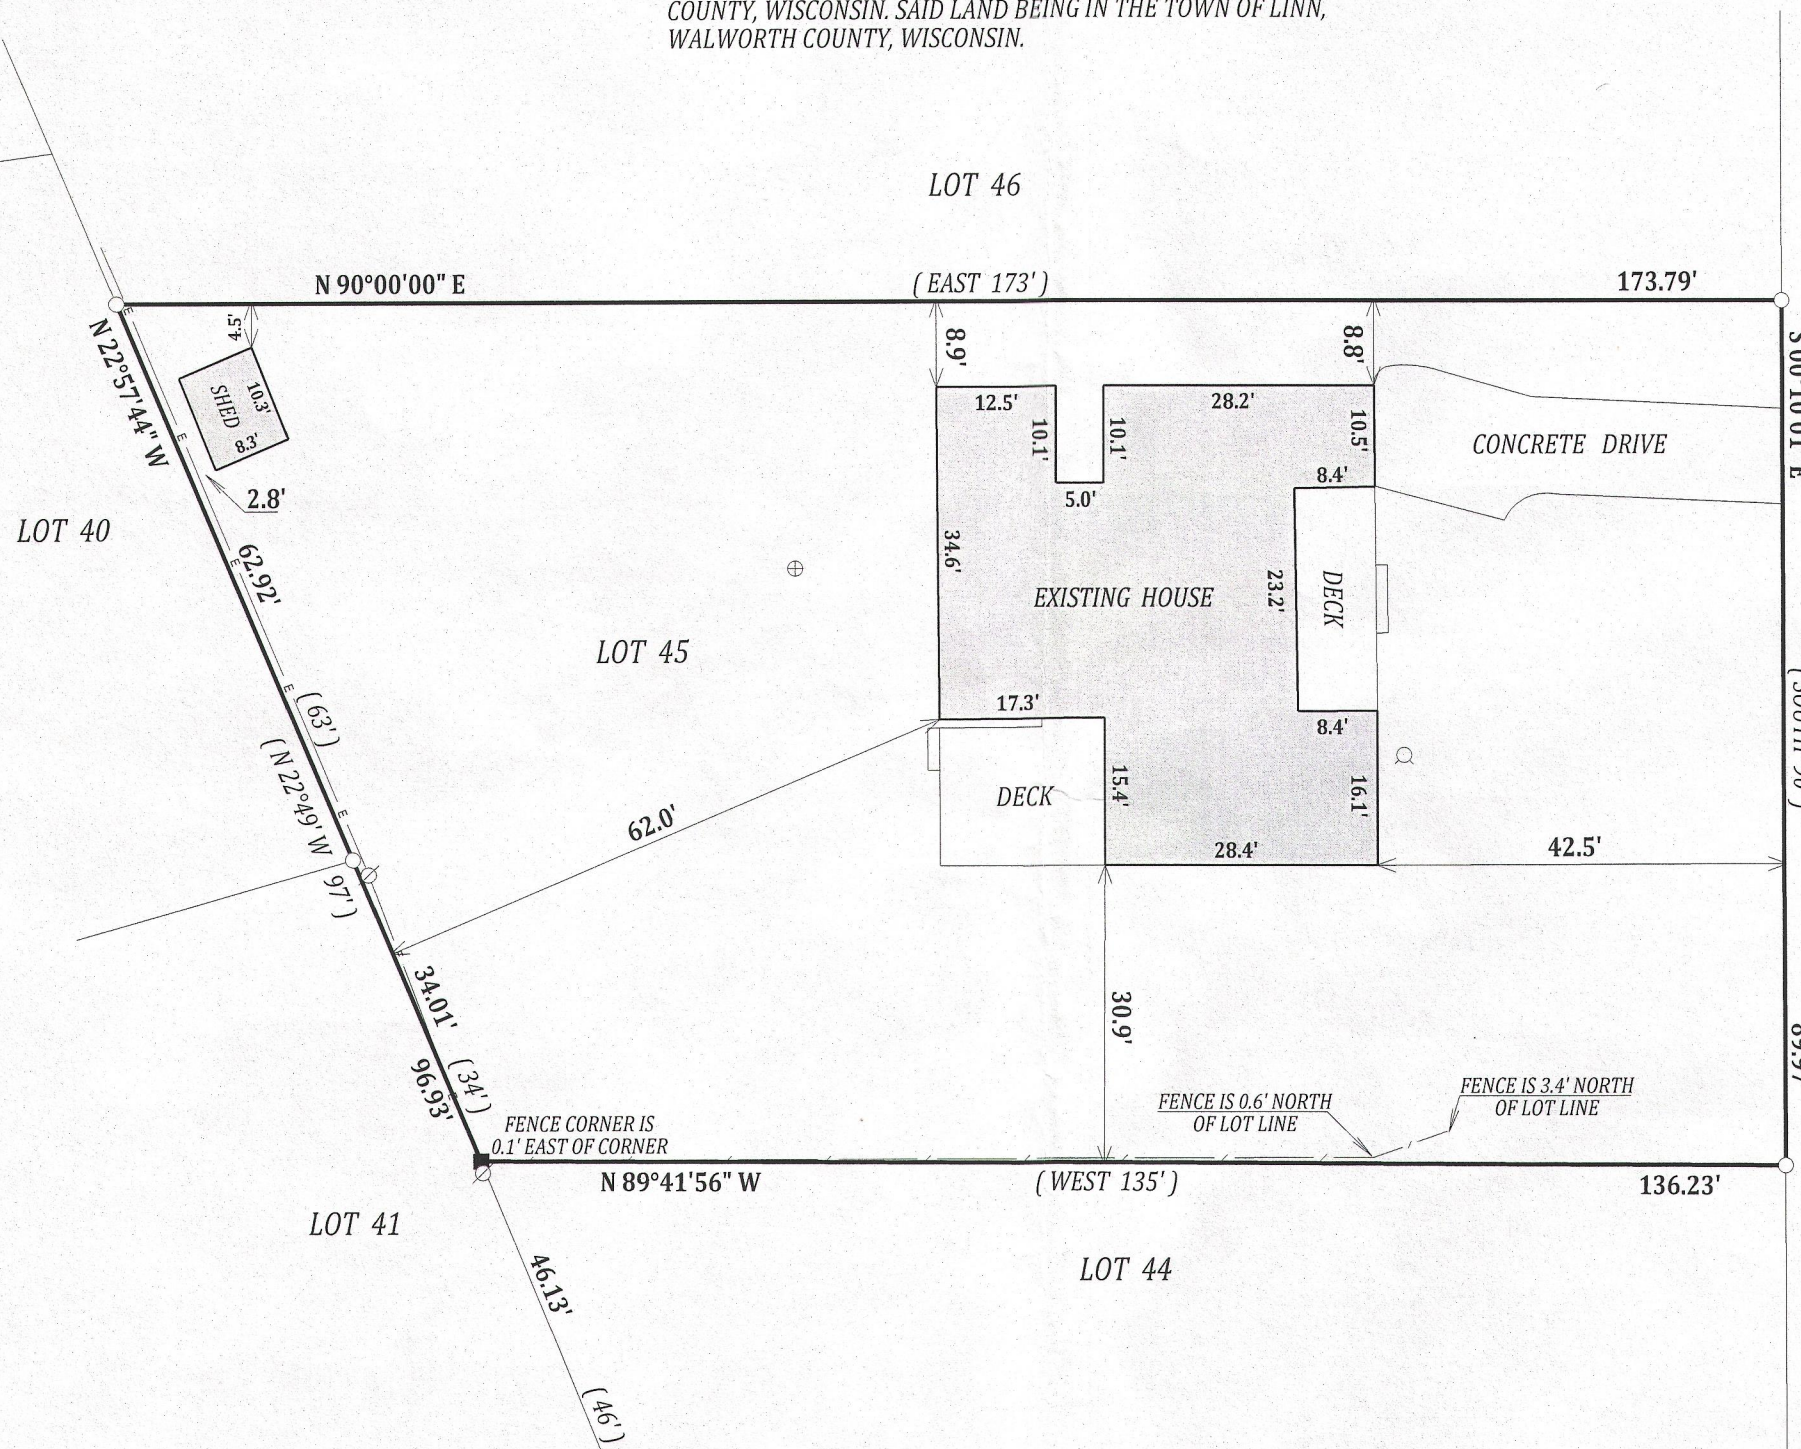 COUNTY, WISCONSIN. SAID LAND BEING IN THE TOWN OF LINN,
WALWORTH COUNTY, WISCONSIN.
LOT 46
N 90°00'00" E
( EAST 173' )
173.79'
4.5'
8.9'
8.8'
N 22°57'44" W
SHED
10.3'
8.3'
2.8'
12.5'
28.2'
10.1'
10.1'
10.5'
5.0'
8.4'
CONCRETE DRIVE
LOT 40
62.92'
34.6'
EXISTING HOUSE
23.2'
DECK
LOT 45
( 63' )
( N 22°49' W 97' )
17.3'
8.4'
DECK
15.4'
16.1'
62.0'
28.4'
42.5'
34.01'
30.9'
( 34' )
96.93'
FENCE CORNER IS
0.1' EAST OF CORNER
FENCE IS 0.6' NORTH
OF LOT LINE
FENCE IS 3.4' NORTH
OF LOT LINE
N 89°41'56" W
( WEST 135' )
136.23'
LOT 41
46.13'
LOT 44
( 46' )
E
E
E
E
E
E
E